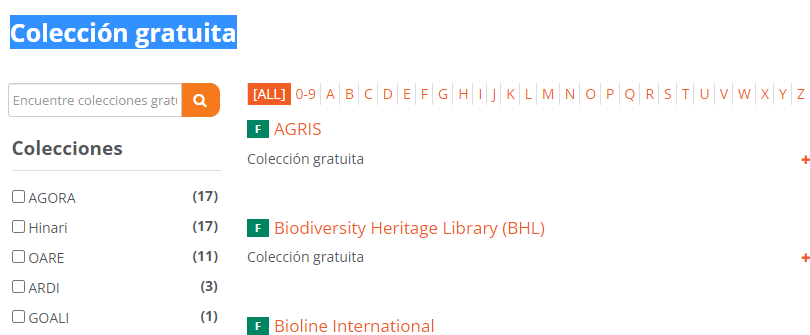 Colección gratuita
Encuentre colecciones gratu
[ALL] 0-9 A B C D E F G H I J K L M N O P Q R S T U V W X Y Z
Colecciones
AGORA (17)
Hinari (17)
OARE (11)
ARDI (3)
GOALI (1)
F AGRIS
Colección gratuita +
F Biodiversity Heritage Library (BHL)
Colección gratuita +
F Bioline International